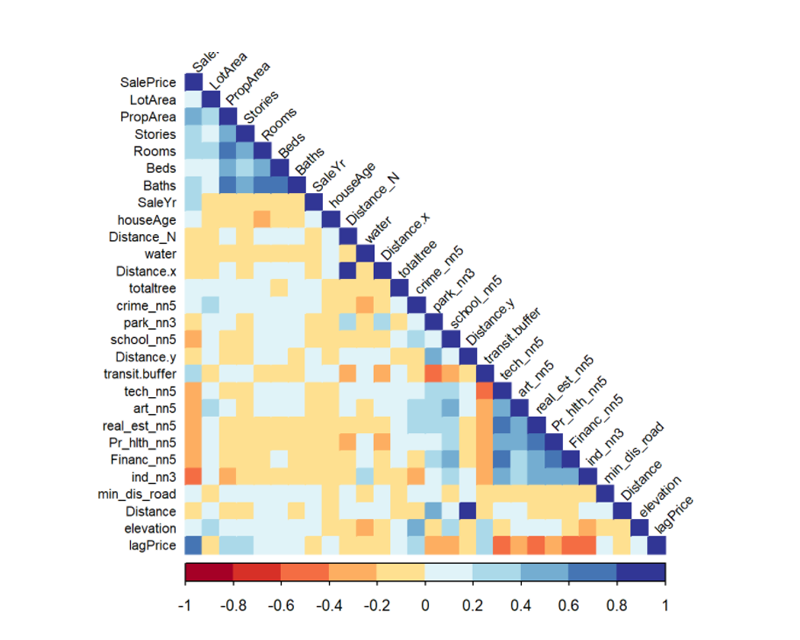 SalePrice
LotArea
PropArea
Stories
Rooms
Beds
Baths
SaleYr
houseAge
Distance_N
water
Distance.x
totaltree
crime_nn5
park_nn3
school_nn5
Distance.y
transit.buffer
tech_nn5
art_nn5
real_est_nn5
Pr_hlth_nn5
Financ_nn5
ind_nn3
min_dis_road
Distance
elevation
lagPrice
LotArea
PropArea
Stories
Rooms
Beds
Baths
SaleYr
houseAge
Distance_N
water
Distance.x
totaltree
crime_nn5
park_nn3
school_nn5
Distance.y
transit.buffer
tech_nn5
art_nn5
real_est_nn5
Pr_hlth_nn5
Financ_nn5
ind_nn3
min_dis_road
Distance
elevation
lagPrice
-1 -0.8 -0.6 -0.4 -0.2 0 0.2 0.4 0.6 0.8 1